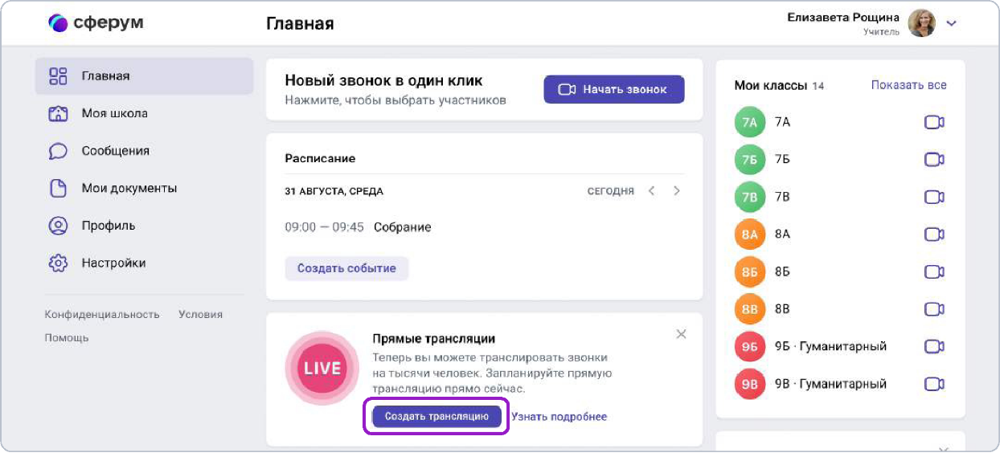 сферум
Главная
Елизавета Рощина
Учитель
Главная
Моя школа
Сообщения
Мои документы
Профиль
Настройки
Конфиденциальность Условия
Помощь
Новый звонок в один клик
Нажмите, чтобы выбрать участников
Начать звонок
Расписание
31 АВГУСТА, СРЕДА
СЕГОДНЯ
09:00 — 09:45 Собрание
Создать событие
LIVE
Прямые трансляции
Теперь вы можете транслировать звонки
на тысячи человек. Запланируйте прямую
трансляцию прямо сейчас.
Создать трансляцию Узнать подробнее
Мои классы 14 Показать все
7А 7А
7Б 7Б
7В 7В
8А 8А
8Б 8Б
8В 8В
9Б 9Б · Гуманитарный
9В 9В · Гуманитарный